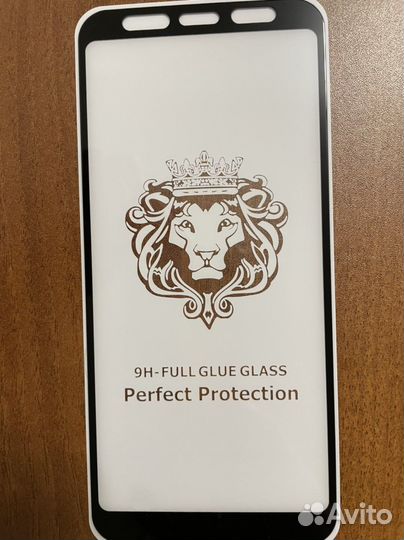 9H-FULL GLUE GLASS
Perfect Protection
Avito